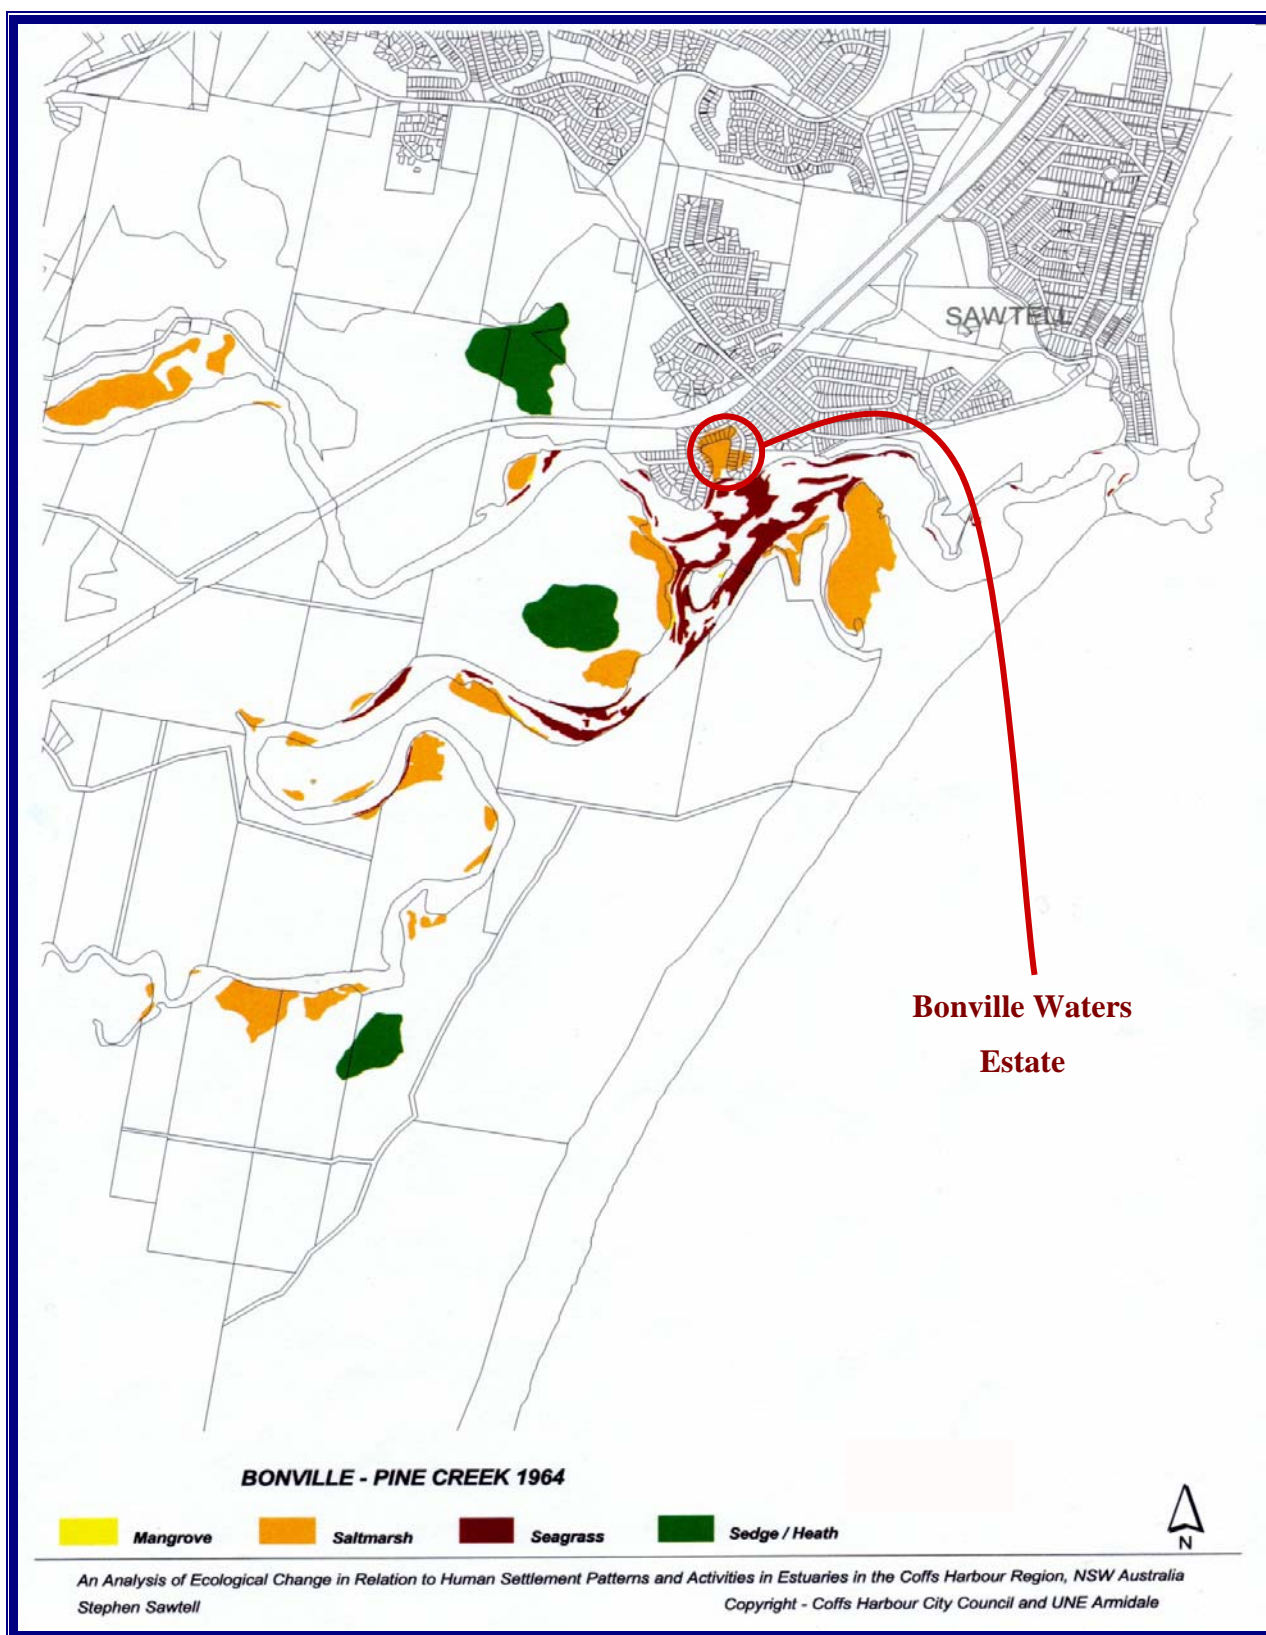 SAWTELL
Bonville Waters
Estate
BONVILLE - PINE CREEK 1964
Mangrove
Saltmarsh
Seagrass
Sedge / Heath
N
An Analysis of Ecological Change in Relation to Human Settlement Patterns and Activities in Estuaries in the Coffs Harbour Region, NSW Australia
Stephen Sawtell
Copyright - Coffs Harbour City Council and UNE Armidale